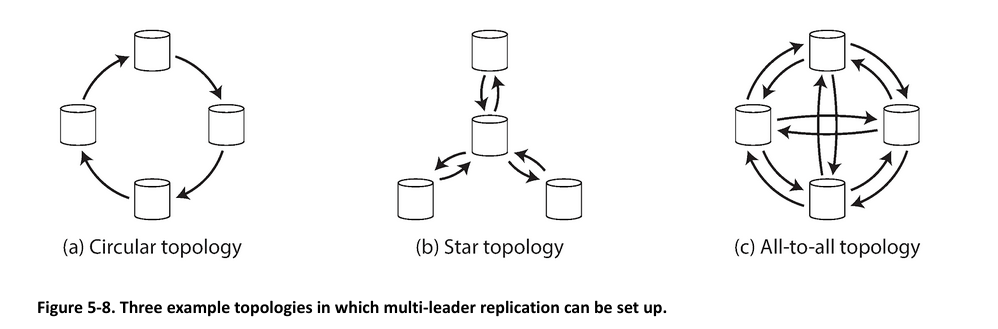 (a) Circular topology
(b) Star topology
(c) All-to-all topology
Figure 5-8. Three example topologies in which multi-leader replication can be set up.